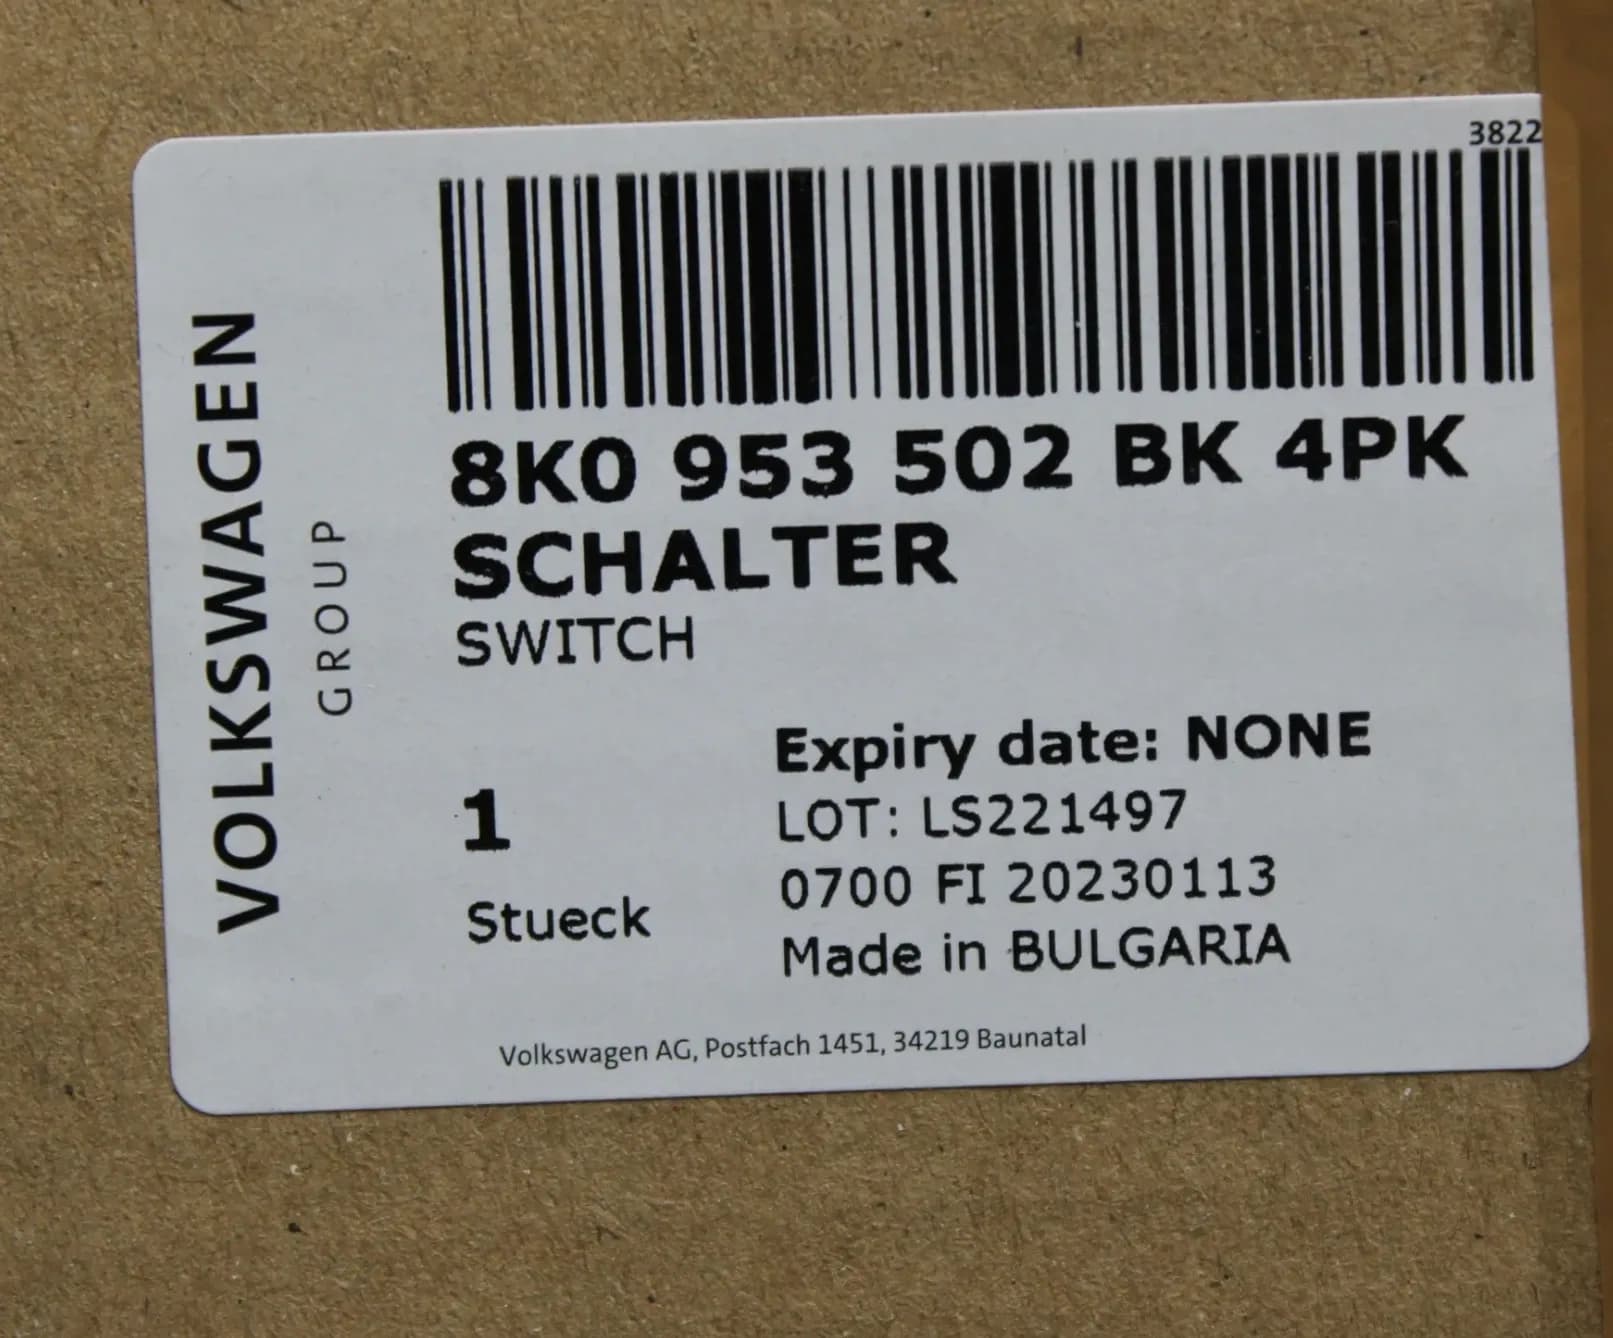 3822
8K0 953 502 BK 4PK
SCHALTER
SWITCH
VOLKSWAGEN
GROUP
1
Stueck
Expiry date: NONE
LOT: LS221497
0700 FI 20230113
Made in BULGARIA
Volkswagen AG, Postfach 1451, 34219 Baunatal